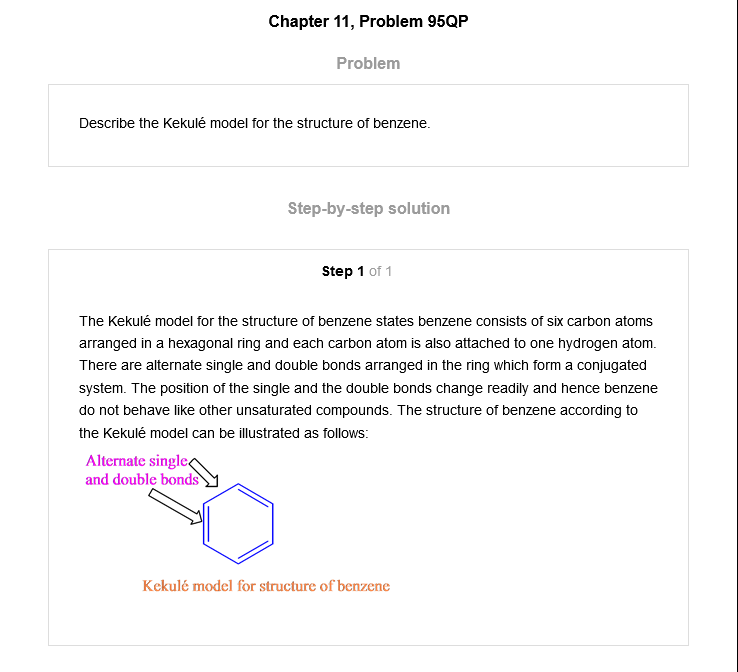 Chapter 11, Problem 95QP
Problem
Describe the Kekulé model for the structure of benzene.
Step-by-step solution
Step 1 of 1
The Kekulé model for the structure of benzene states benzene consists of six carbon atoms
arranged in a hexagonal ring and each carbon atom is also attached to one hydrogen atom.
There are alternate single and double bonds arranged in the ring which form a conjugated
system. The position of the single and the double bonds change readily and hence benzene
do not behave like other unsaturated compounds. The structure of benzene according to
the Kekulé model can be illustrated as follows:
Alternate single
and double bonds
Kekulé model for structure of benzene